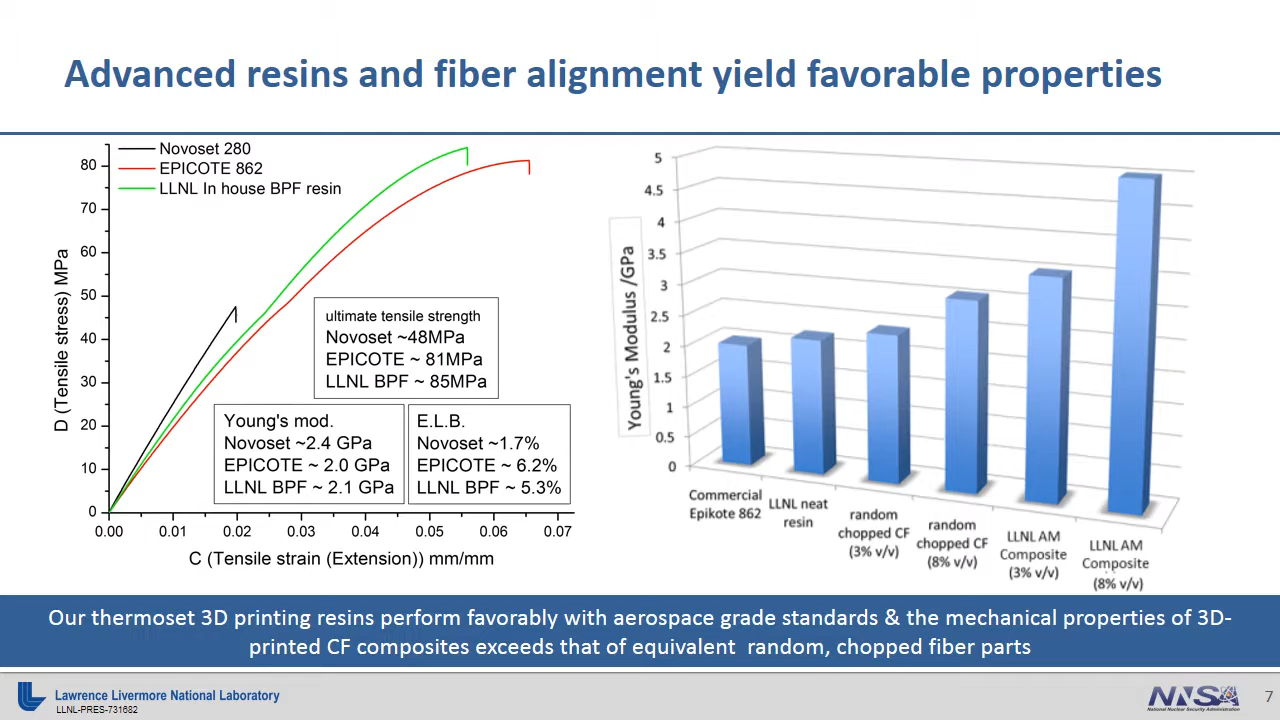 Advanced resins and fiber alignment yield favorable properties
Novoset 280
EPICOTE 862
LLNL In house BPF resin
D (Tensile stress) MPa
80
70
60
50
40
30
20
10
0
0.00 0.01 0.02 0.03 0.04 0.05 0.06 0.07
C (Tensile strain (Extension)) mm/mm
ultimate tensile strength
Novoset ~48MPa
EPICOTE ~ 81MPa
LLNL BPF ~ 85MPa
Young's mod.
Novoset ~2.4 GPa
EPICOTE ~ 2.0 GPa
LLNL BPF ~ 2.1 GPa
E.L.B.
Novoset ~1.7%
EPICOTE ~ 6.2%
LLNL BPF ~ 5.3%
Young's Modulus /GPa
5
4.5
4
3.5
3
2.5
2
1.5
1
0.5
0
Commercial
Epikote 862
LLNL neat
resin
random
chopped CF
(3% v/v)
random
chopped CF
(8% v/v)
LLNL AM
Composite
(3% v/v)
LLNL AM
Composite
(8% v/v)
Our thermoset 3D printing resins perform favorably with aerospace grade standards & the mechanical properties of 3D-
printed CF composites exceeds that of equivalent random, chopped fiber parts
Lawrence Livermore National Laboratory
LLNL-PRES-731682
NNSA
National Nuclear Security Administration
7